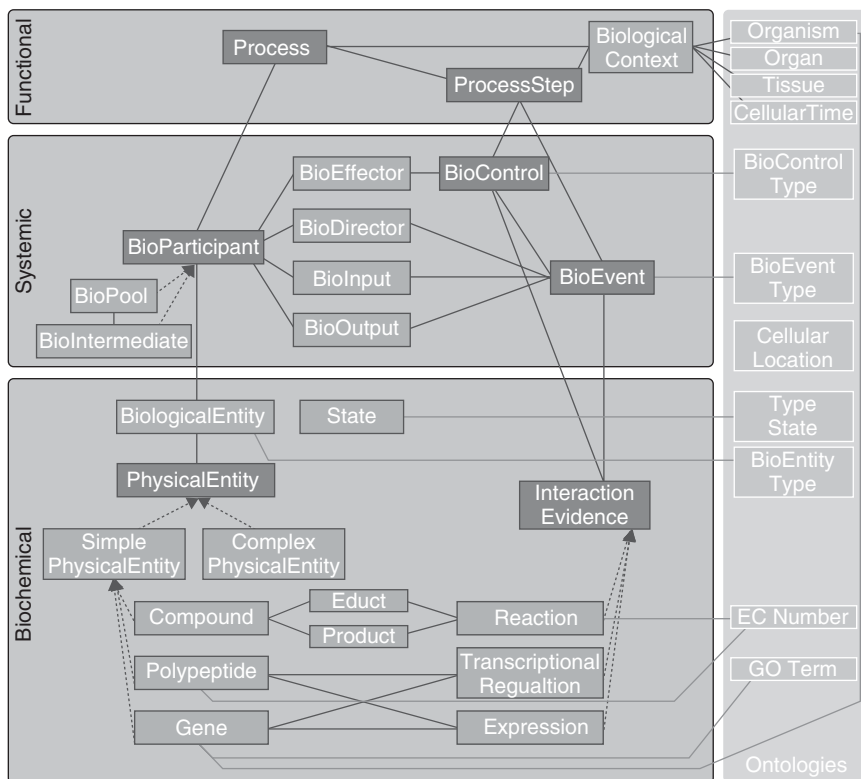 Functional
Process
ProcessStep
Biological
Context
Organism
Organ
Tissue
CellularTime
Systemic
BioEffector
BioControl
BioControl
Type
BioDirector
BioParticipant
BioInput
BioEvent
BioEvent
Type
BioPool
BioOutput
BioIntermediate
Cellular
Location
Biochemical
BiologicalEntity
State
Type
State
BioEntity
Type
PhysicalEntity
Interaction
Evidence
Simple
PhysicalEntity
Complex
PhysicalEntity
Compound
Educt
Product
Reaction
EC Number
Polypeptide
Transcriptional
Regualtion
GO Term
Gene
Expression
Ontologies